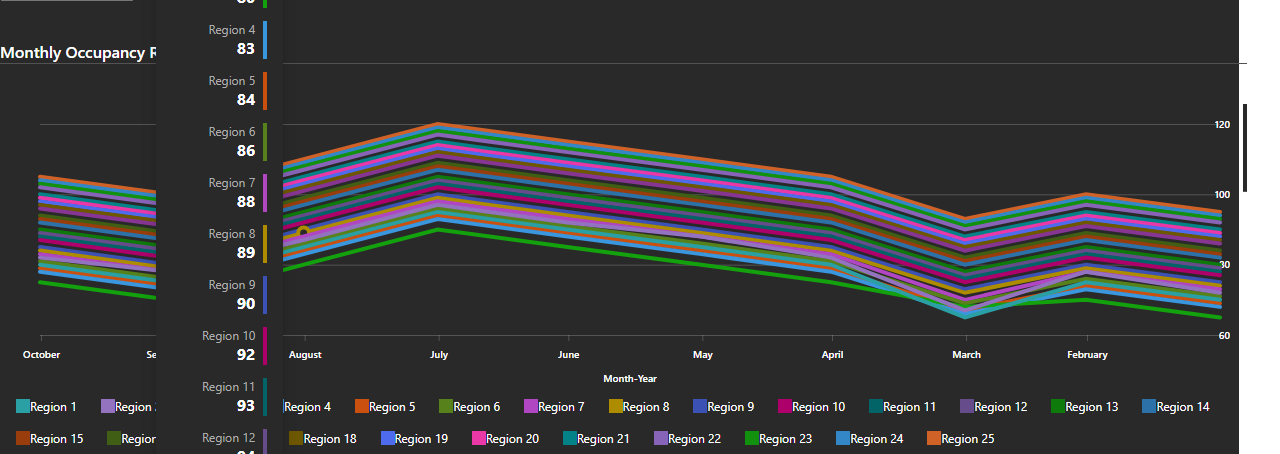 Region 4
83
Monthly Occupancy R
Region 5
84
120
Region 6
86
Region 7
88
100
Region 8
89
80
Region 9
90
60
Region 10
92
October Se August July June May April March February
Month-Year
Region 11
93
Region 1 Region Region 4 Region 5 Region 6 Region 7 Region 8 Region 9 Region 10 Region 11 Region 12 Region 13 Region 14
Region 12
Region 15 Region Region 18 Region 19 Region 20 Region 21 Region 22 Region 23 Region 24 Region 25